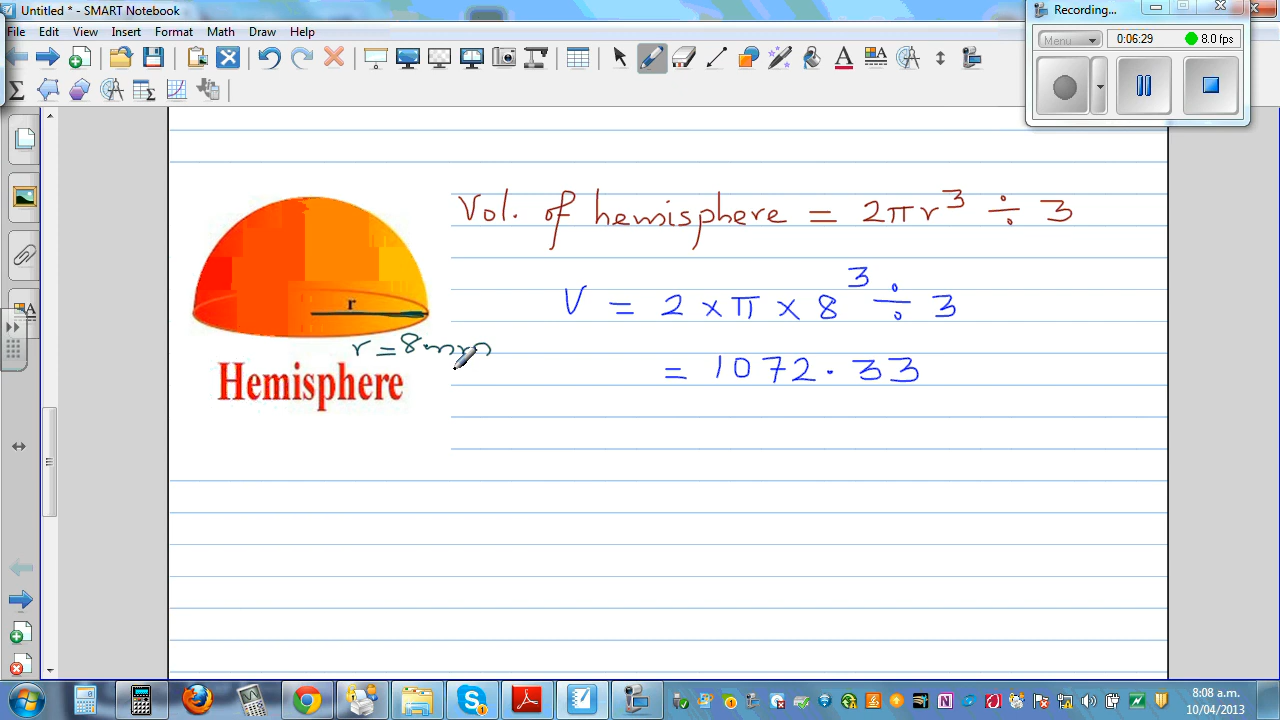 Untitled * - SMART Notebook
File Edit View Insert Format Math Draw Help
Recording...
Menu
0:06:29
8.0 fps
Vol. of hemisphere = 2πr³ ÷ 3
r
V = 2 × π × 8³ ÷ 3
r = 8mm
= 1072.33
Hemisphere
8:08 a.m.
10/04/2013